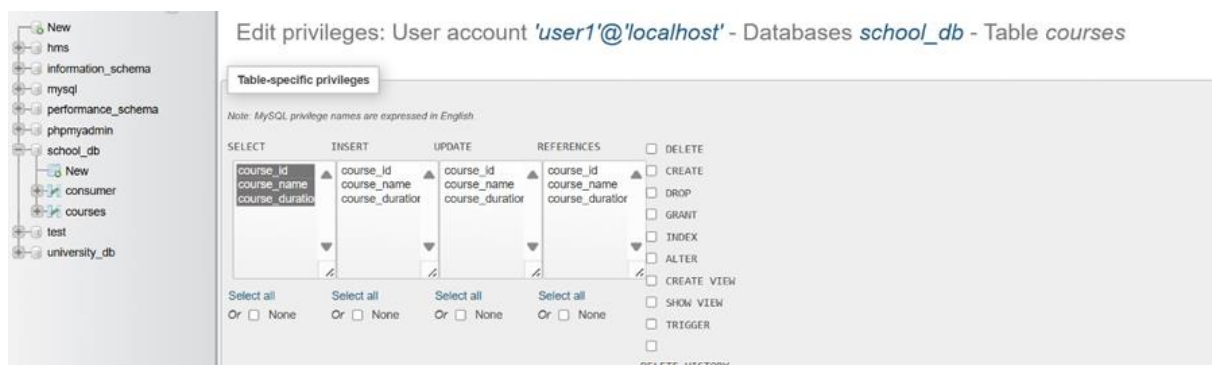 New
hms
information_schema
mysql
performance_schema
phpmyadmin
school_db
New
consumer
courses
test
university_db
Edit privileges: User account 'user1'@'localhost' - Databases school_db - Table courses
Table-specific privileges
Note: MySQL privilege names are expressed in English.
SELECT
course_id
course_name
course_duratio
Select all
Or None
INSERT
course_id
course_name
course_duration
Select all
Or None
UPDATE
course_id
course_name
course_duration
Select all
Or None
REFERENCES
course_id
course_name
course_duration
Select all
Or None
DELETE
CREATE
DROP
GRANT
INDEX
ALTER
CREATE VIEW
SHOW VIEW
TRIGGER